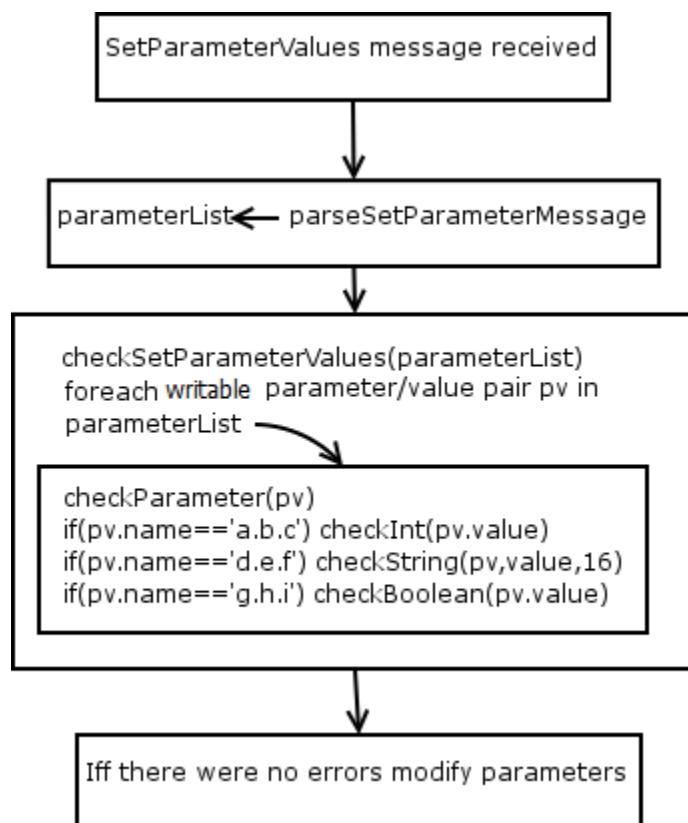 SetParameterValues message received
parameterList parseSetParameterMessage
checkSetParameterValues(parameterList)
foreach writable parameter/value pair pv in
parameterList
checkParameter(pv)
if(pv.name=='a.b.c') checkInt(pv.value)
if(pv.name=='d.e.f') checkString(pv,value,16)
if(pv.name=='g.h.i') checkBoolean(pv.value)
Iff there were no errors modify parameters